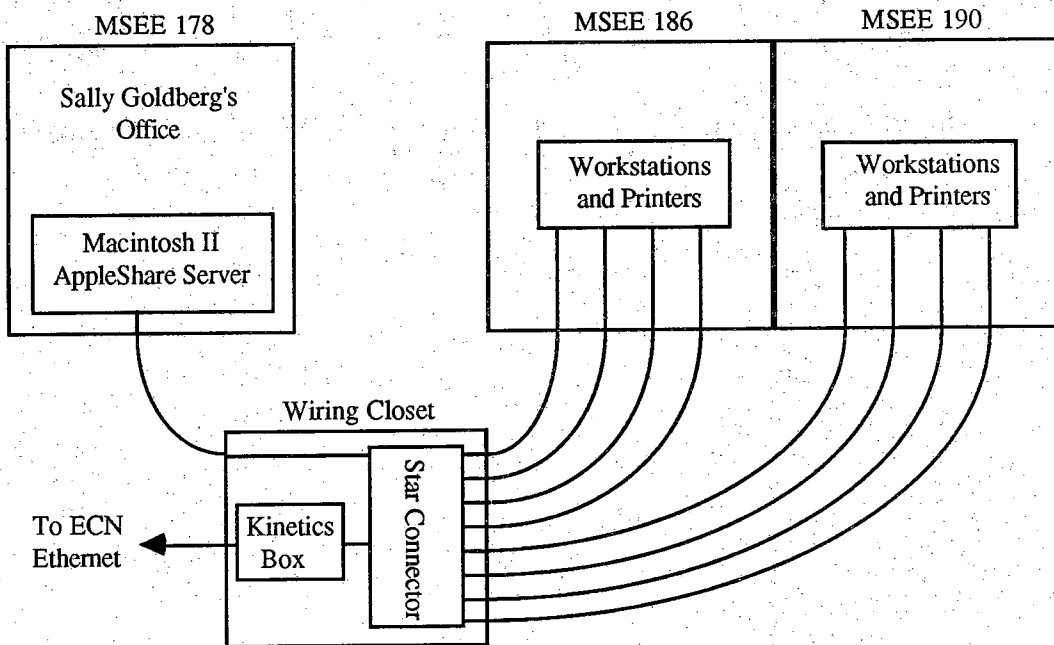 MSEE 178
MSEE 186
MSEE 190
Sally Goldberg's
Office
Macintosh II
AppleShare Server
Workstations
and Printers
Workstations
and Printers
Wiring Closet
Star Connector
Kinetics
Box
To ECN
Ethernet